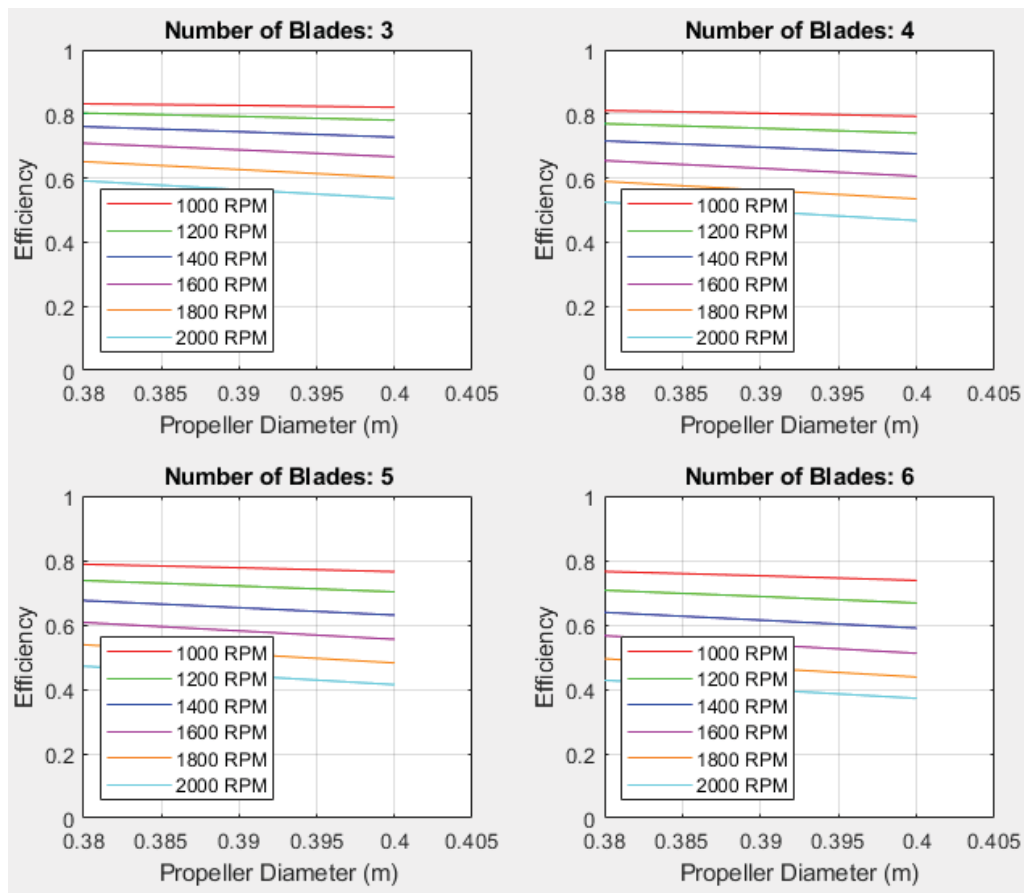 Number of Blades: 3
1
0.8
0.6
0.4
0.2
0
Efficiency
1000 RPM
1200 RPM
1400 RPM
1600 RPM
1800 RPM
2000 RPM
0.38 0.385 0.39 0.395 0.4 0.405
Propeller Diameter (m)
Number of Blades: 4
1
0.8
0.6
0.4
0.2
0
Efficiency
1000 RPM
1200 RPM
1400 RPM
1600 RPM
1800 RPM
2000 RPM
0.38 0.385 0.39 0.395 0.4 0.405
Propeller Diameter (m)
Number of Blades: 5
1
0.8
0.6
0.4
0.2
0
Efficiency
1000 RPM
1200 RPM
1400 RPM
1600 RPM
1800 RPM
2000 RPM
0.38 0.385 0.39 0.395 0.4 0.405
Propeller Diameter (m)
Number of Blades: 6
1
0.8
0.6
0.4
0.2
0
Efficiency
1000 RPM
1200 RPM
1400 RPM
1600 RPM
1800 RPM
2000 RPM
0.38 0.385 0.39 0.395 0.4 0.405
Propeller Diameter (m)